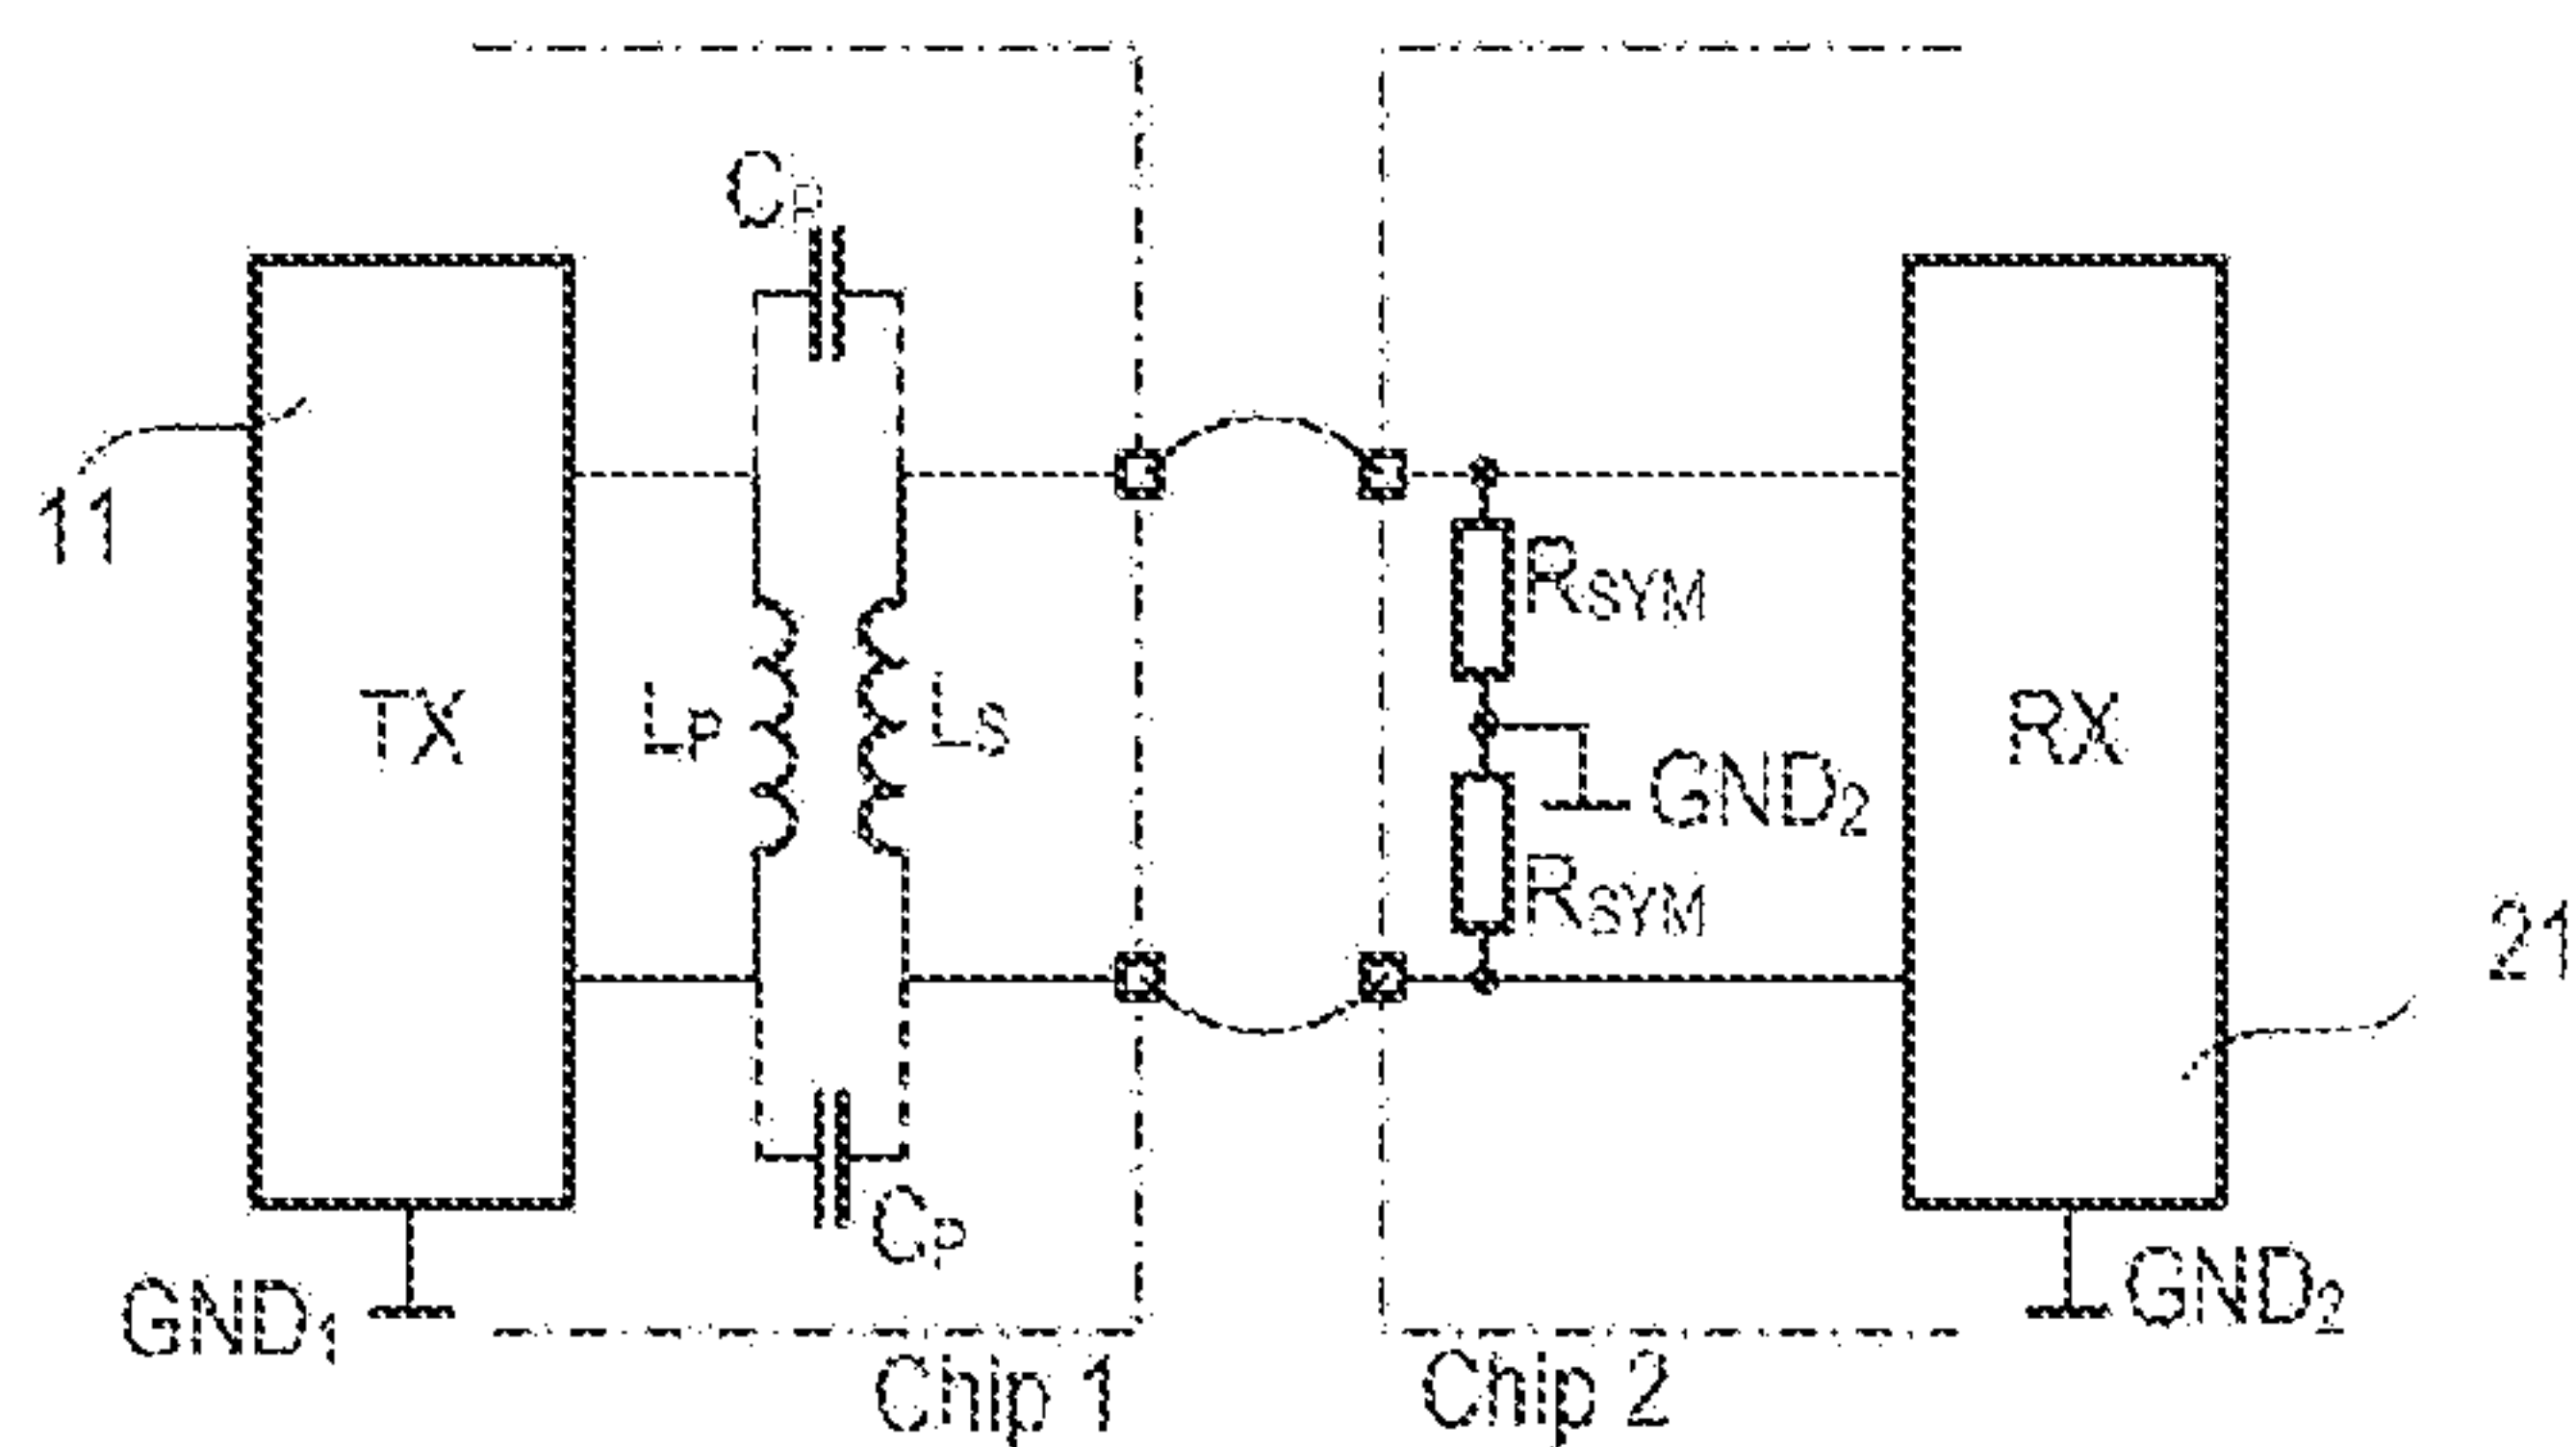 CP
11
TX
LP
LS
RSYM
GND2
RSYM
RX
21
CP
GND1
GND2
Chip 1
Chip 2